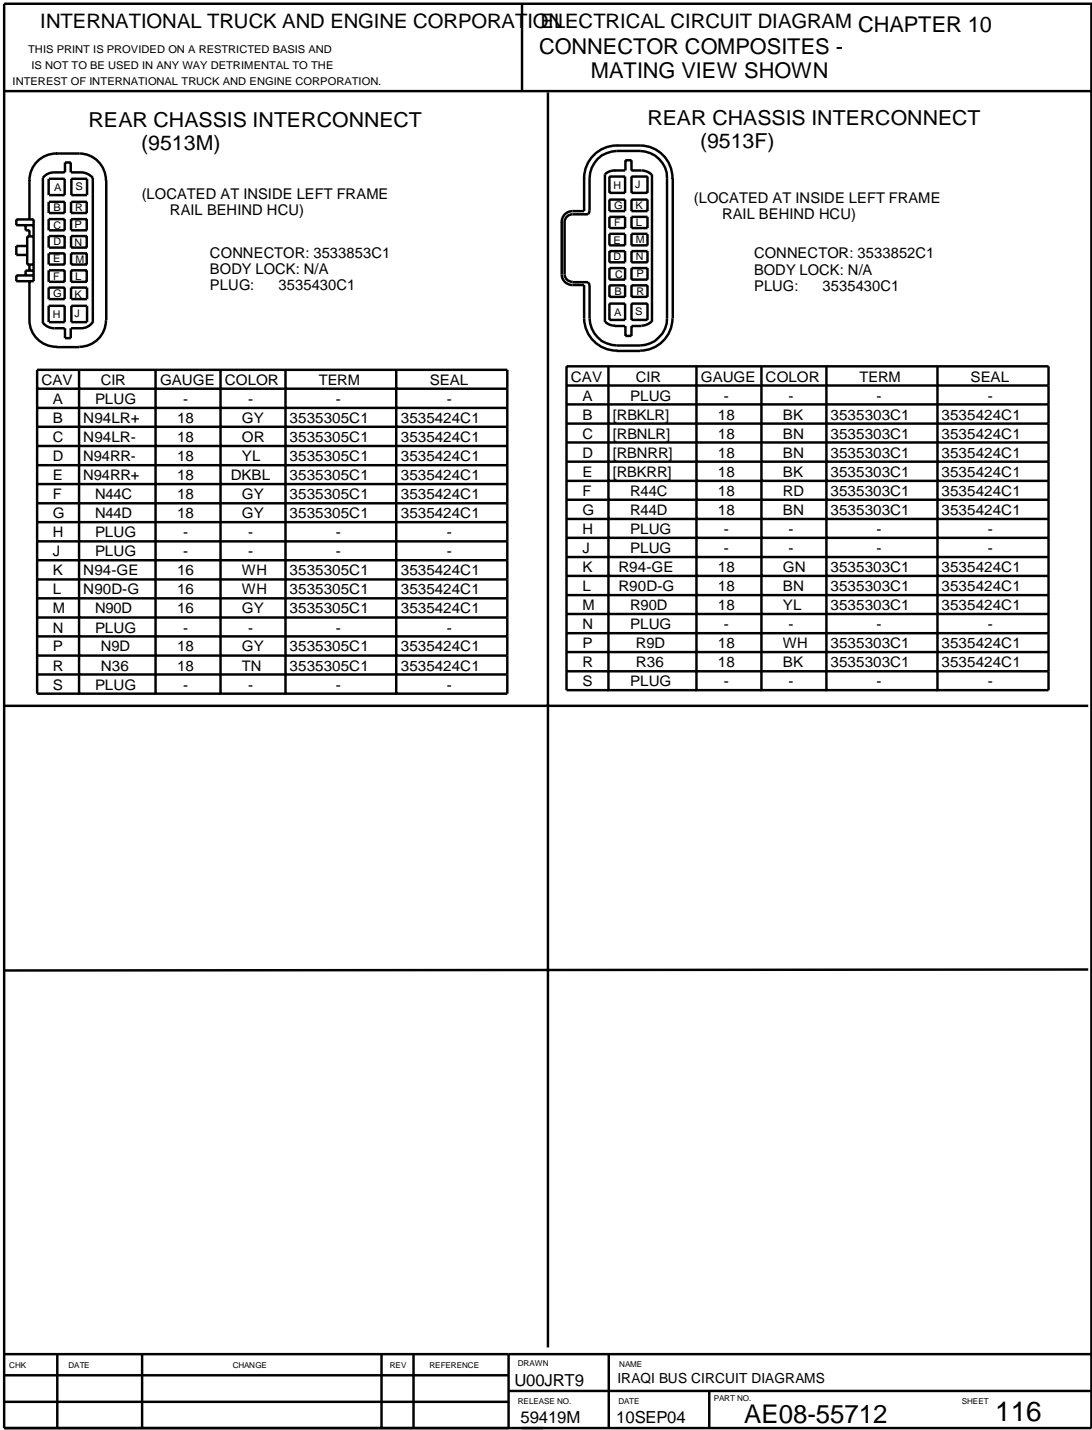 INTERNATIONAL TRUCK AND ENGINE CORPORATION
THIS PRINT IS PROVIDED ON A RESTRICTED BASIS AND
IS NOT TO BE USED IN ANY WAY DETRIMENTAL TO THE
INTEREST OF INTERNATIONAL TRUCK AND ENGINE CORPORATION.
ELECTRICAL CIRCUIT DIAGRAM CHAPTER 10
CONNECTOR COMPOSITES -
MATING VIEW SHOWN
REAR CHASSIS INTERCONNECT
(9513M)
A S
B R
C P
D N
E M
F L
G K
H J
(LOCATED AT INSIDE LEFT FRAME
RAIL BEHIND HCU)
CONNECTOR: 3533853C1
BODY LOCK: N/A
PLUG: 3535430C1
CAV CIR GAUGE COLOR TERM SEAL
A PLUG - - - -
B N94LR+ 18 GY 3535305C1 3535424C1
C N94LR- 18 OR 3535305C1 3535424C1
D N94RR- 18 YL 3535305C1 3535424C1
E N94RR+ 18 DKBL 3535305C1 3535424C1
F N44C 18 GY 3535305C1 3535424C1
G N44D 18 GY 3535305C1 3535424C1
H PLUG - - - -
J PLUG - - - -
K N94-GE 16 WH 3535305C1 3535424C1
L N90D-G 16 WH 3535305C1 3535424C1
M N90D 16 GY 3535305C1 3535424C1
N PLUG - - - -
P N9D 18 GY 3535305C1 3535424C1
R N36 18 TN 3535305C1 3535424C1
S PLUG - - - -
REAR CHASSIS INTERCONNECT
(9513F)
H J
G K
F L
E M
D N
C P
B R
A S
(LOCATED AT INSIDE LEFT FRAME
RAIL BEHIND HCU)
CONNECTOR: 3533852C1
BODY LOCK: N/A
PLUG: 3535430C1
CAV CIR GAUGE COLOR TERM SEAL
A PLUG - - - -
B [RBKLR] 18 BK 3535303C1 3535424C1
C [RBNLR] 18 BN 3535303C1 3535424C1
D [RBNRR] 18 BN 3535303C1 3535424C1
E [RBKRR] 18 BK 3535303C1 3535424C1
F R44C 18 RD 3535303C1 3535424C1
G R44D 18 BN 3535303C1 3535424C1
H PLUG - - - -
J PLUG - - - -
K R94-GE 18 GN 3535303C1 3535424C1
L R90D-G 18 BN 3535303C1 3535424C1
M R90D 18 YL 3535303C1 3535424C1
N PLUG - - - -
P R9D 18 WH 3535303C1 3535424C1
R R36 18 BK 3535303C1 3535424C1
S PLUG - - - -
CHK DATE CHANGE REV REFERENCE
DRAWN
U00JRT9
NAME
IRAQI BUS CIRCUIT DIAGRAMS
RELEASE NO.
59419M
DATE
10SEP04
PART NO.
AE08-55712
SHEET 116